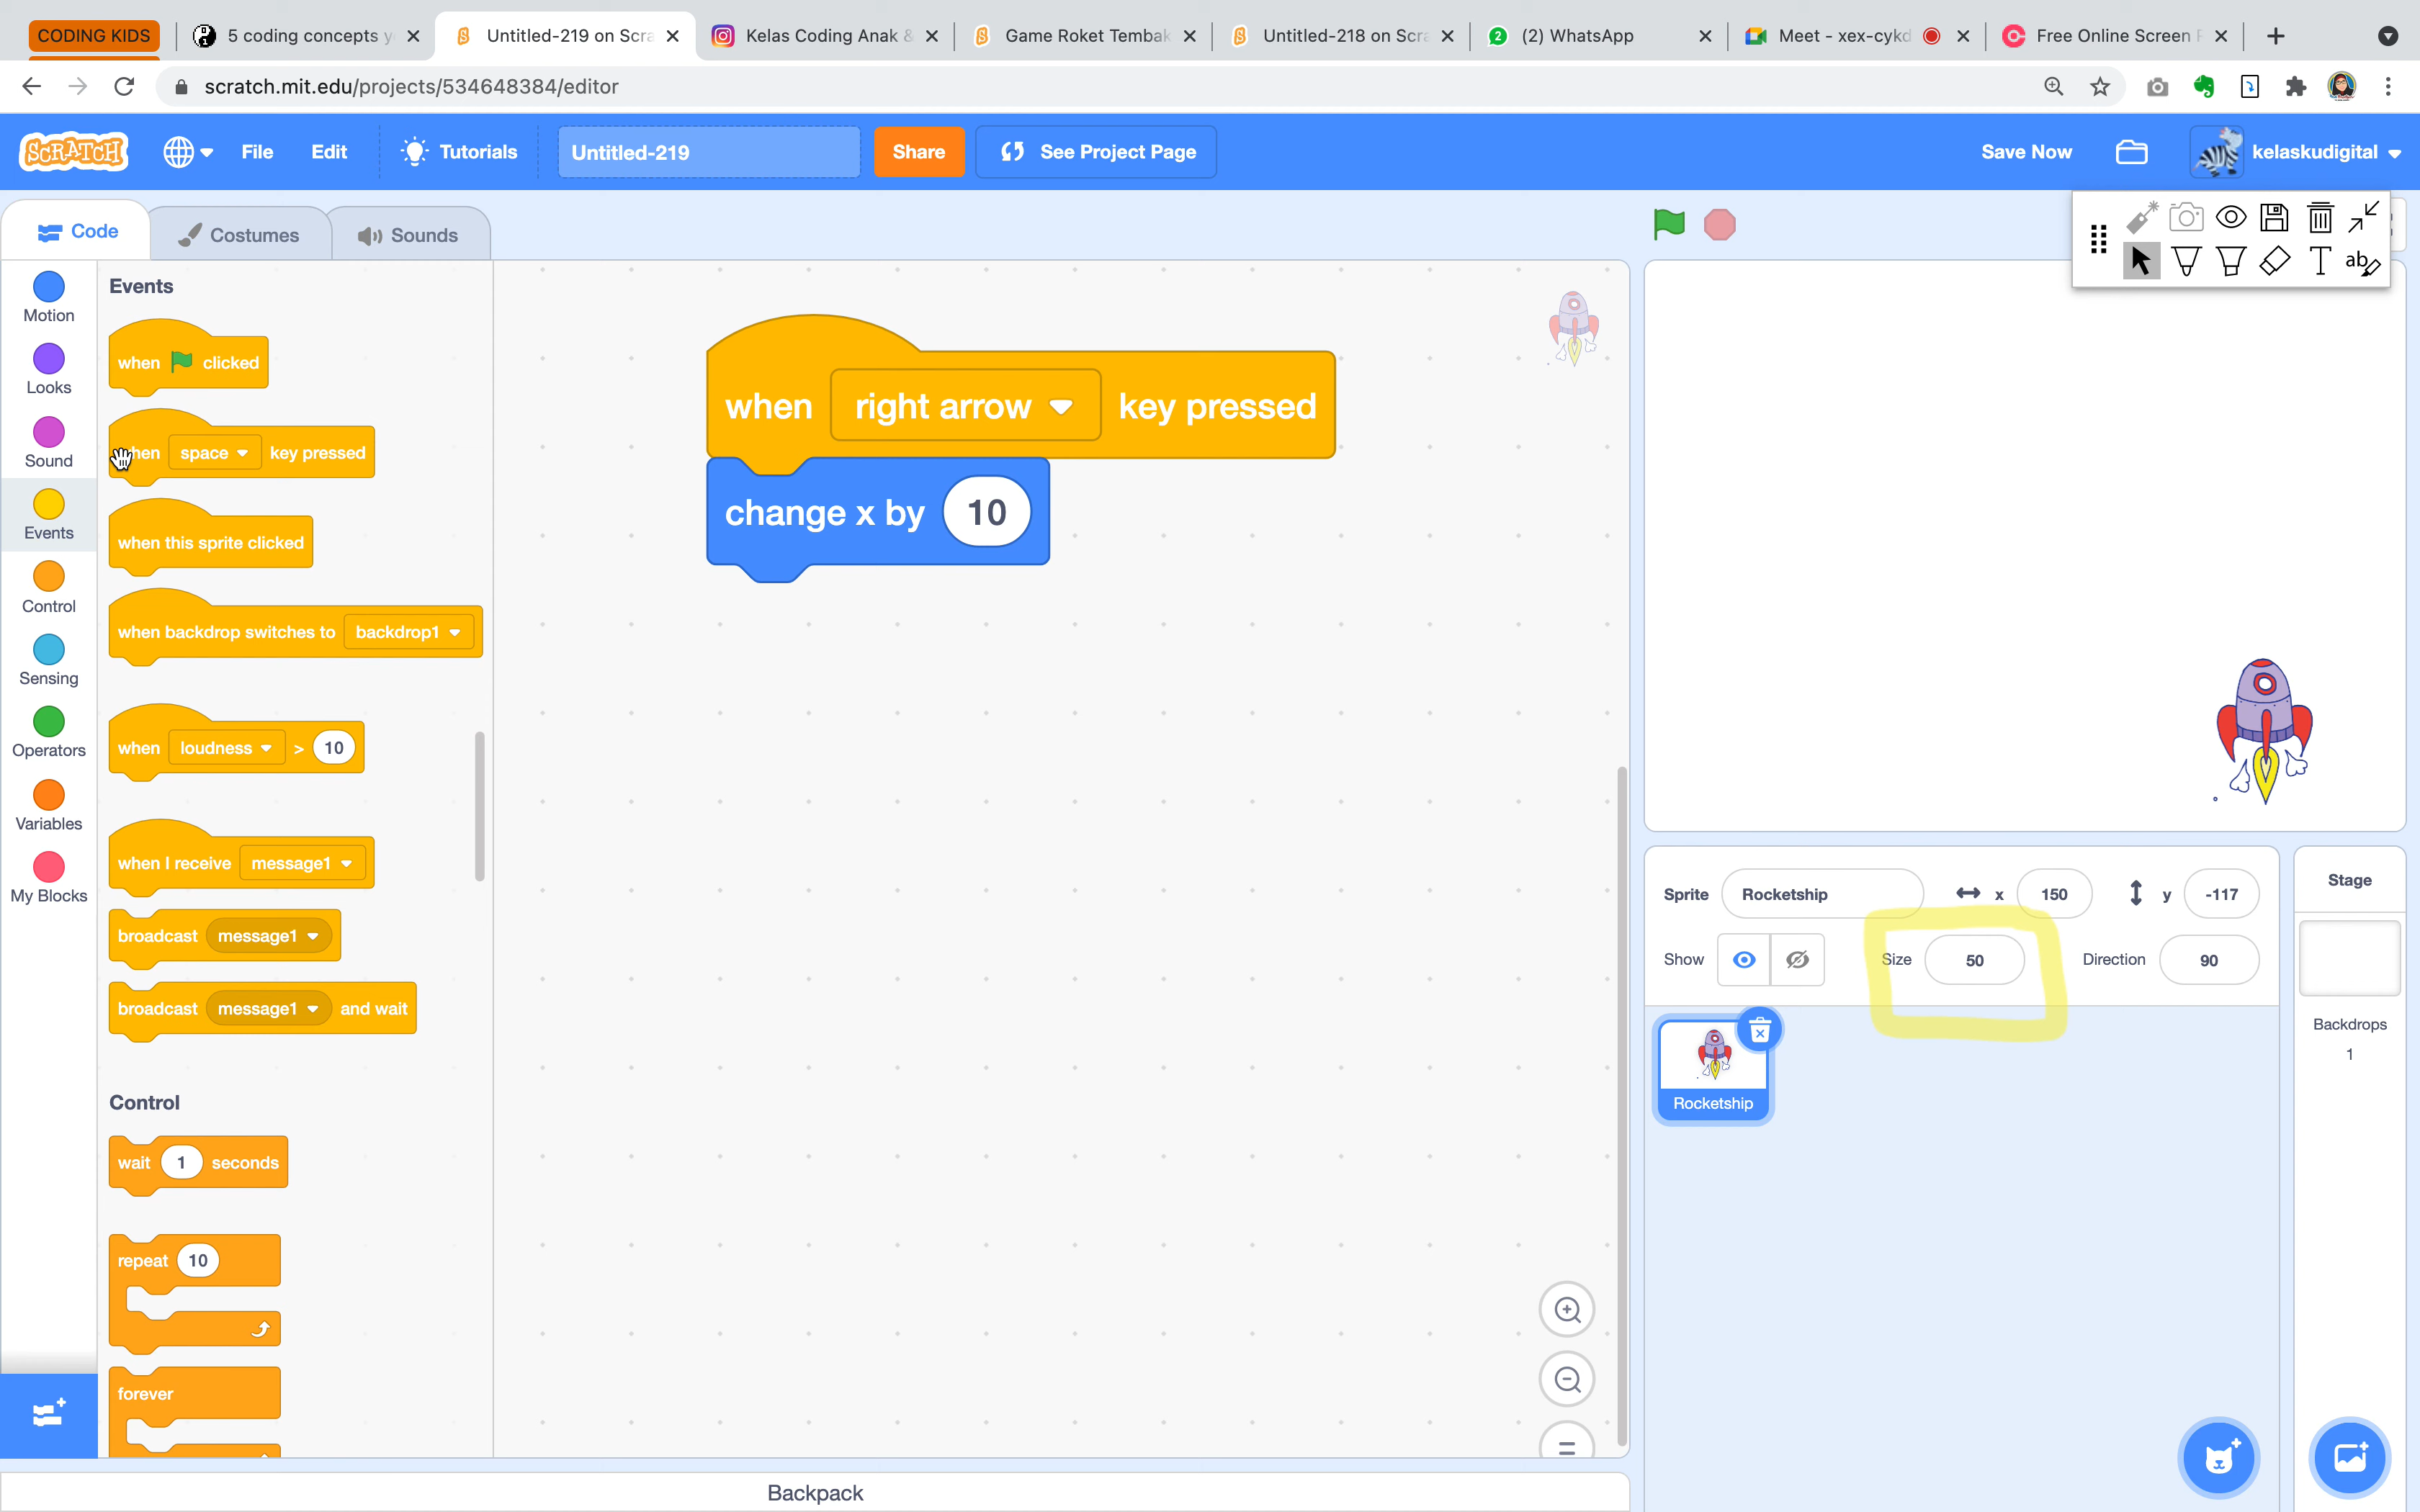 CODING KIDS
5 coding concepts y
Untitled-219 on Scra
Kelas Coding Anak &
Game Roket Tembak
Untitled-218 on Scra
(2) WhatsApp
Meet - xex-cykd
Free Online Screen R
scratch.mit.edu/projects/534648384/editor
SCRATCH
File
Edit
Tutorials
Untitled-219
Share
See Project Page
Save Now
kelaskudigital
Code
Costumes
Sounds
Motion
Looks
Sound
Events
Control
Sensing
Operators
Variables
My Blocks
Events
when clicked
when space key pressed
when this sprite clicked
when backdrop switches to backdrop1
when loudness > 10
when I receive message1
broadcast message1
broadcast message1 and wait
Control
wait 1 seconds
repeat 10
forever
when right arrow key pressed
change x by 10
T
ab
Sprite Rocketship x 150 y -117
Show Size 50 Direction 90
Rocketship
Stage
Backdrops
1
Backpack